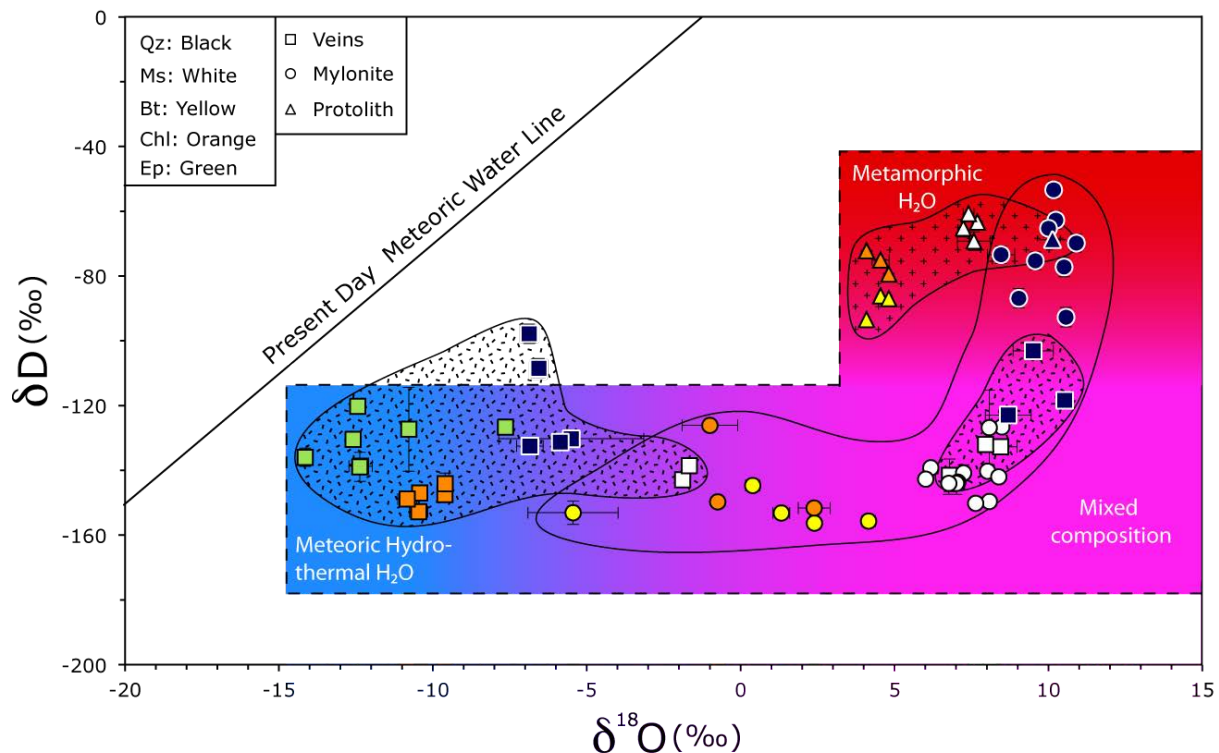 Qz: Black
Ms: White
Bt: Yellow
Chl: Orange
Ep: Green
Veins
Mylonite
Protolith
Present Day Meteoric Water Line
Metamorphic
H₂O
Meteoric Hydro-
thermal H₂O
Mixed
composition
δD (‰)
0
-40
-80
-120
-160
-200
-20
-15
-10
-5
0
5
10
15
δ¹⁸O (‰)